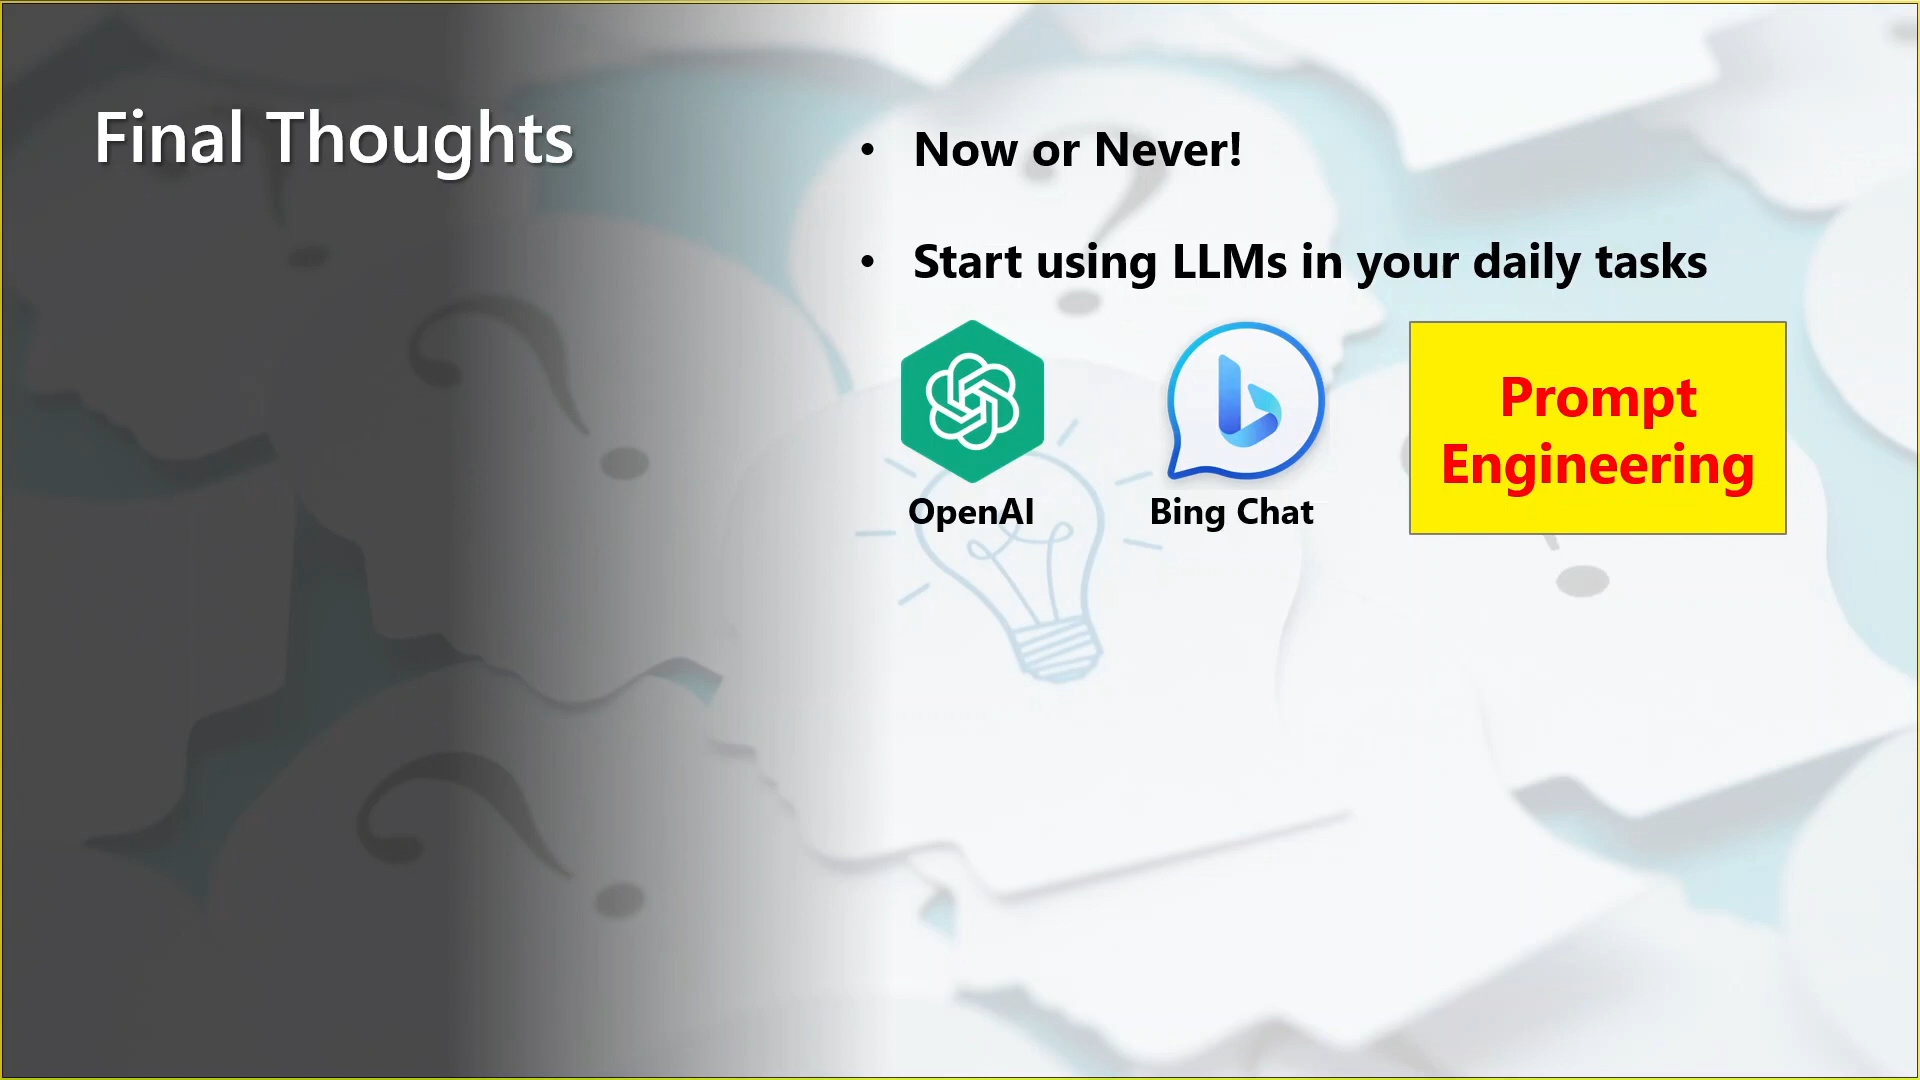 Final Thoughts
• Now or Never!
• Start using LLMs in your daily tasks
OpenAI
Bing Chat
Prompt
Engineering